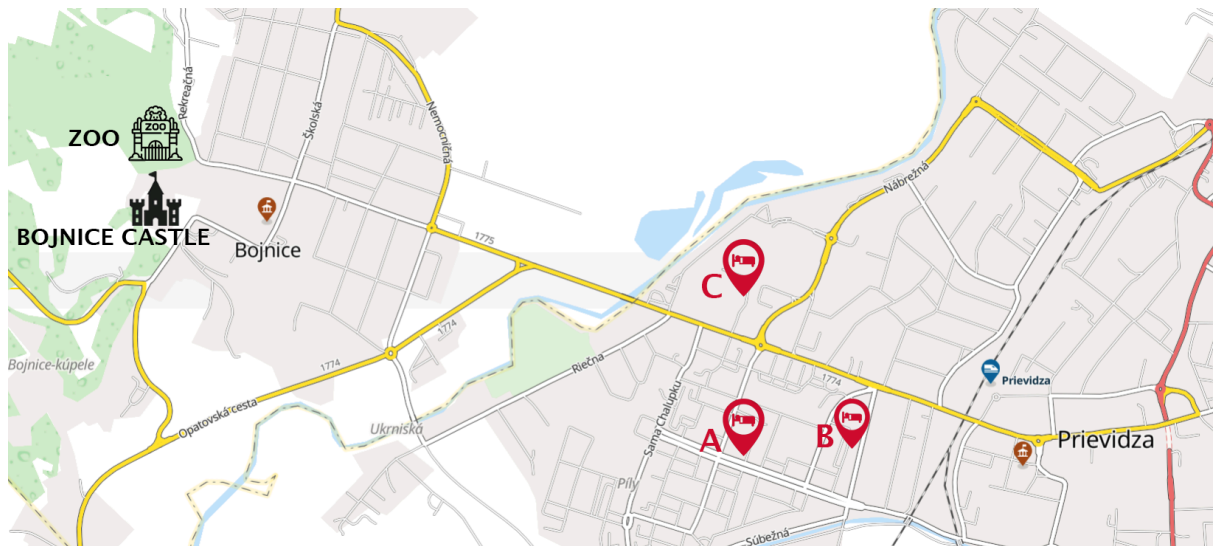 Rekreačná
Školská
Nemocničná
ZOO
ZOO
BOJNICE CASTLE
Bojnice
1775
Nábrežná
C
1774
1774
Bojnice-kúpele
Opatovská cesta
Riečna
1774
Prievidza
Sama Chalupku
Ukrniská
A
B
Prievidza
Píly
Súbežná